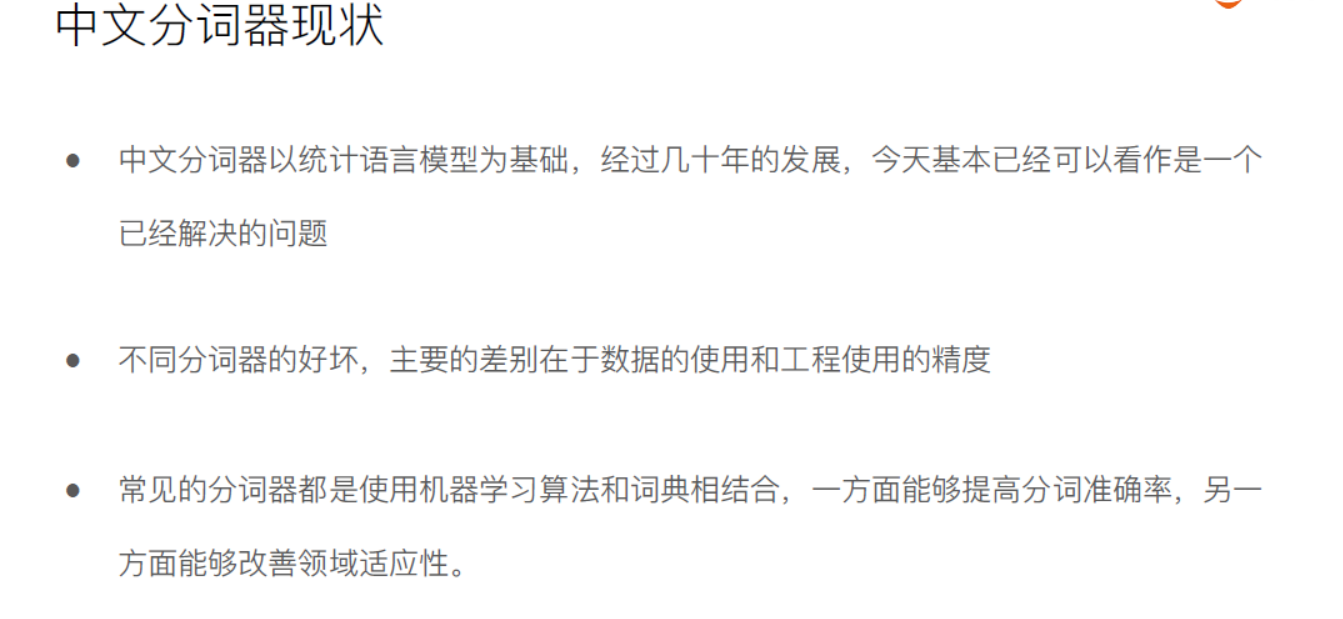 中文分词器现状
● 中文分词器以统计语言模型为基础，经过几十年的发展，今天基本已经可以看作是一个
已经解决的问题
● 不同分词器的好坏，主要的差别在于数据的使用和工程使用的精度
● 常见的分词器都是使用机器学习算法和词典相结合，一方面能够提高分词准确率，另一
方面能够改善领域适应性。